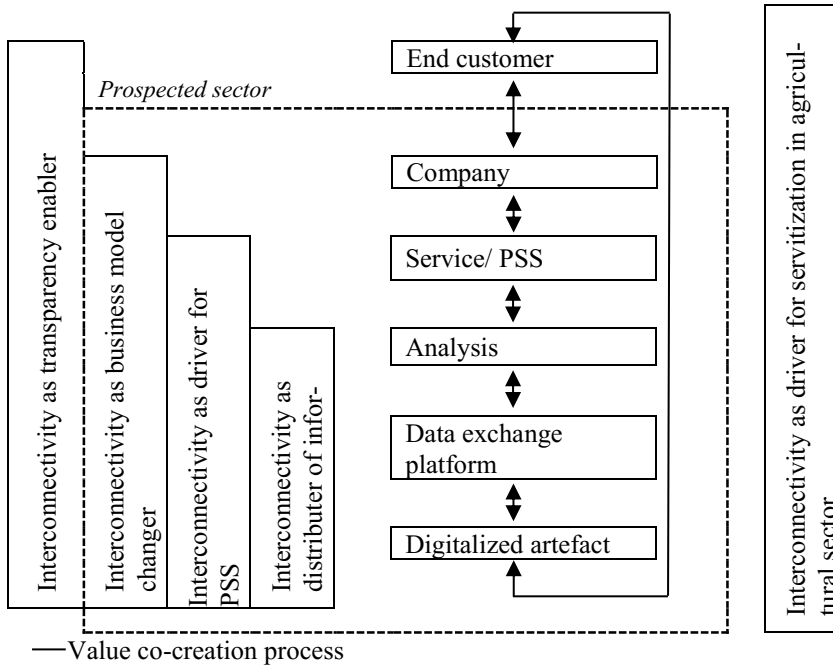 End customer
Prospected sector
Company
Service/ PSS
Analysis
Data exchange
platform
Digitalized artefact
Interconnectivity as transparency enabler
Interconnectivity as business model
changer
Interconnectivity as driver for
PSS
Interconnectivity as
distributer of infor-
Interconnectivity as driver for servitization in agricul-
tural sector
Value co-creation process